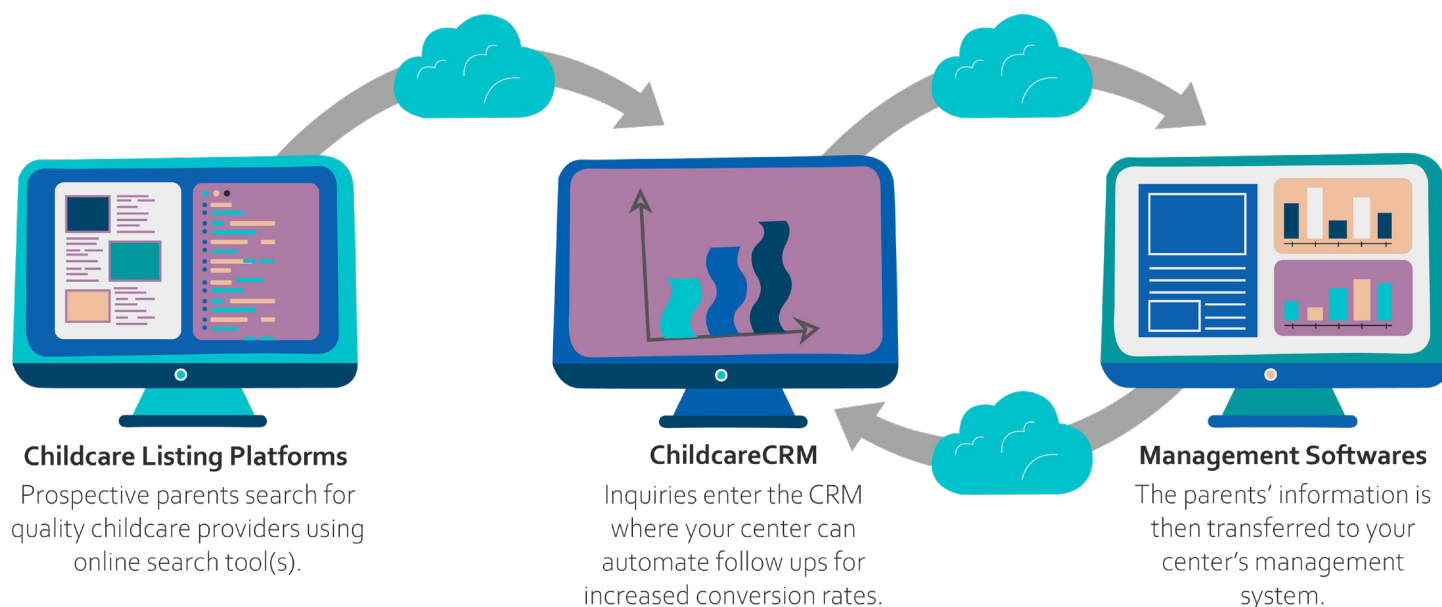 Childcare Listing Platforms
Prospective parents search for
quality childcare providers using
online search tool(s).
ChildcareCRM
Inquiries enter the CRM
where your center can
automate follow ups for
increased conversion rates.
Management Softwares
The parents’ information is
then transferred to your
center’s management
system.